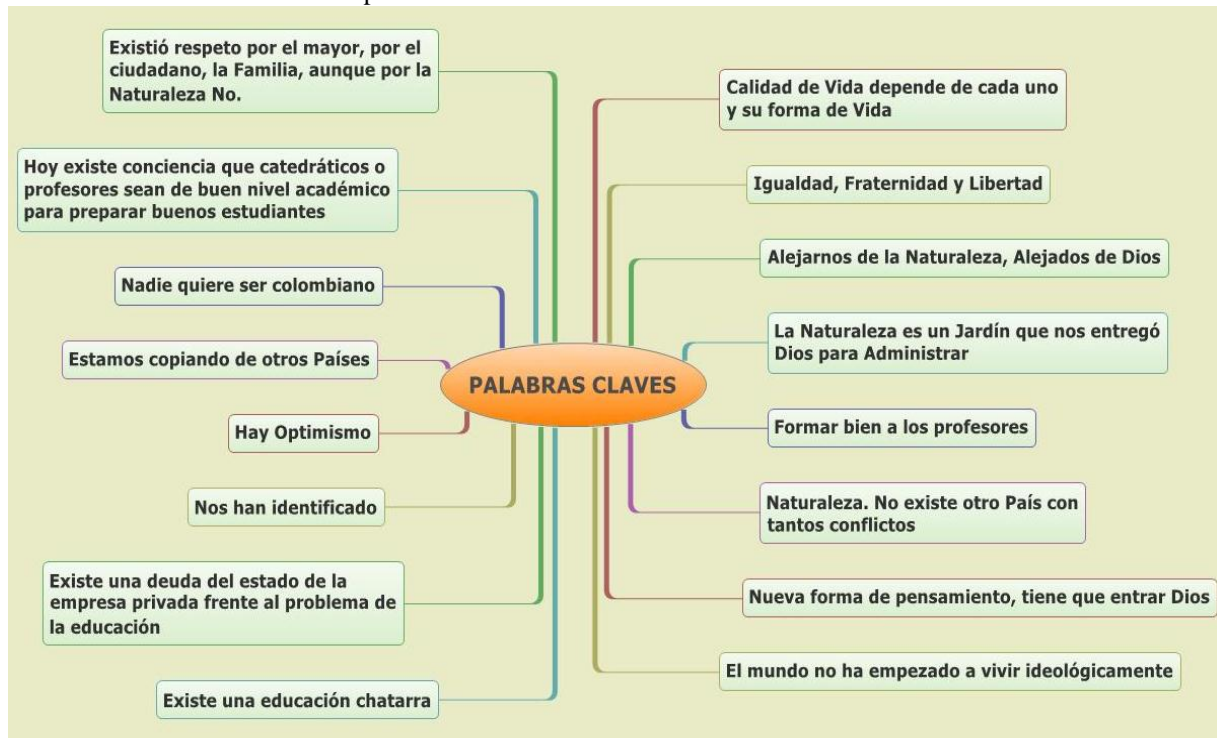 Existió respeto por el mayor, por el
ciudadano, la Familia, aunque por la
Naturaleza No.
Hoy existe conciencia que catedráticos o
profesores sean de buen nivel académico
para preparar buenos estudiantes
Nadie quiere ser colombiano
Estamos copiando de otros Países
Hay Optimismo
Nos han identificado
Existe una deuda del estado de la
empresa privada frente al problema de
la educación
Existe una educación chatarra
PALABRAS CLAVES
Calidad de Vida depende de cada uno
y su forma de Vida
Igualdad, Fraternidad y Libertad
Alejarnos de la Naturaleza, Alejados de Dios
La Naturaleza es un Jardín que nos entregó
Dios para Administrar
Formar bien a los profesores
Naturaleza. No existe otro País con
tantos conflictos
Nueva forma de pensamiento, tiene que entrar Dios
El mundo no ha empezado a vivir ideológicamente